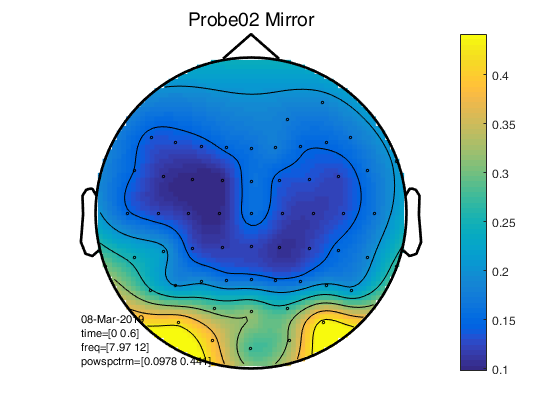 Probe02 Mirror
0.4
0.35
0.3
0.25
0.2
0.15
0.1
08-Mar-2019
time=[0 0.6]
freq=[7.97 12]
powspctrm=[0.0978 0.441]